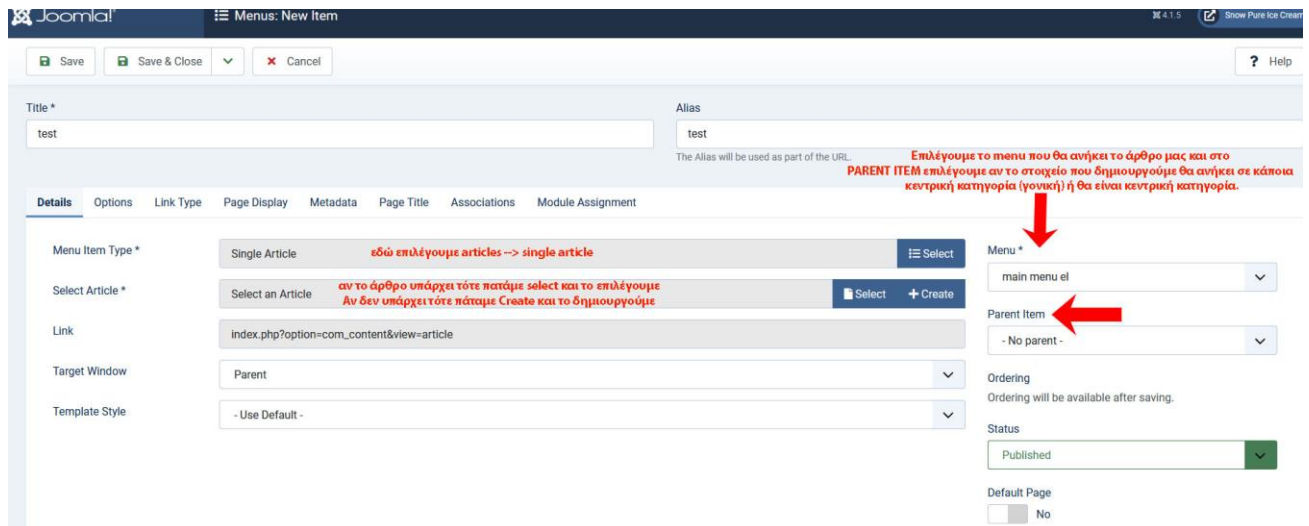 Joomla!
Menus: New Item
4.1.5
Snow Pure Ice Cream
Save
Save & Close
Cancel
? Help
Title *
Alias
test
test
The Alias will be used as part of the URL.
Επιλέγουμε το menu που θα ανήκει το άρθρο μας και στο
PARENT ITEM επιλέγουμε αν το στοιχείο που δημιουργούμε θα ανήκει σε κάποια
κεντρική κατηγορία (γονική) ή θα είναι κεντρική κατηγορία.
Details Options Link Type Page Display Metadata Page Title Associations Module Assignment
Menu Item Type *
Single Article
εδώ επιλέγουμε articles --> single article
Select
Menu *
main menu el
Select Article *
Select an Article
αν το άρθρο υπάρχει τότε πατάμε select και το επιλέγουμε
Αν δεν υπάρχει τότε πάταμε Create και το δημιουργούμε
Select
+ Create
Parent Item
- No parent -
Link
index.php?option=com_content&view=article
Target Window
Parent
Ordering
Ordering will be available after saving.
Template Style
- Use Default -
Status
Published
Default Page
No